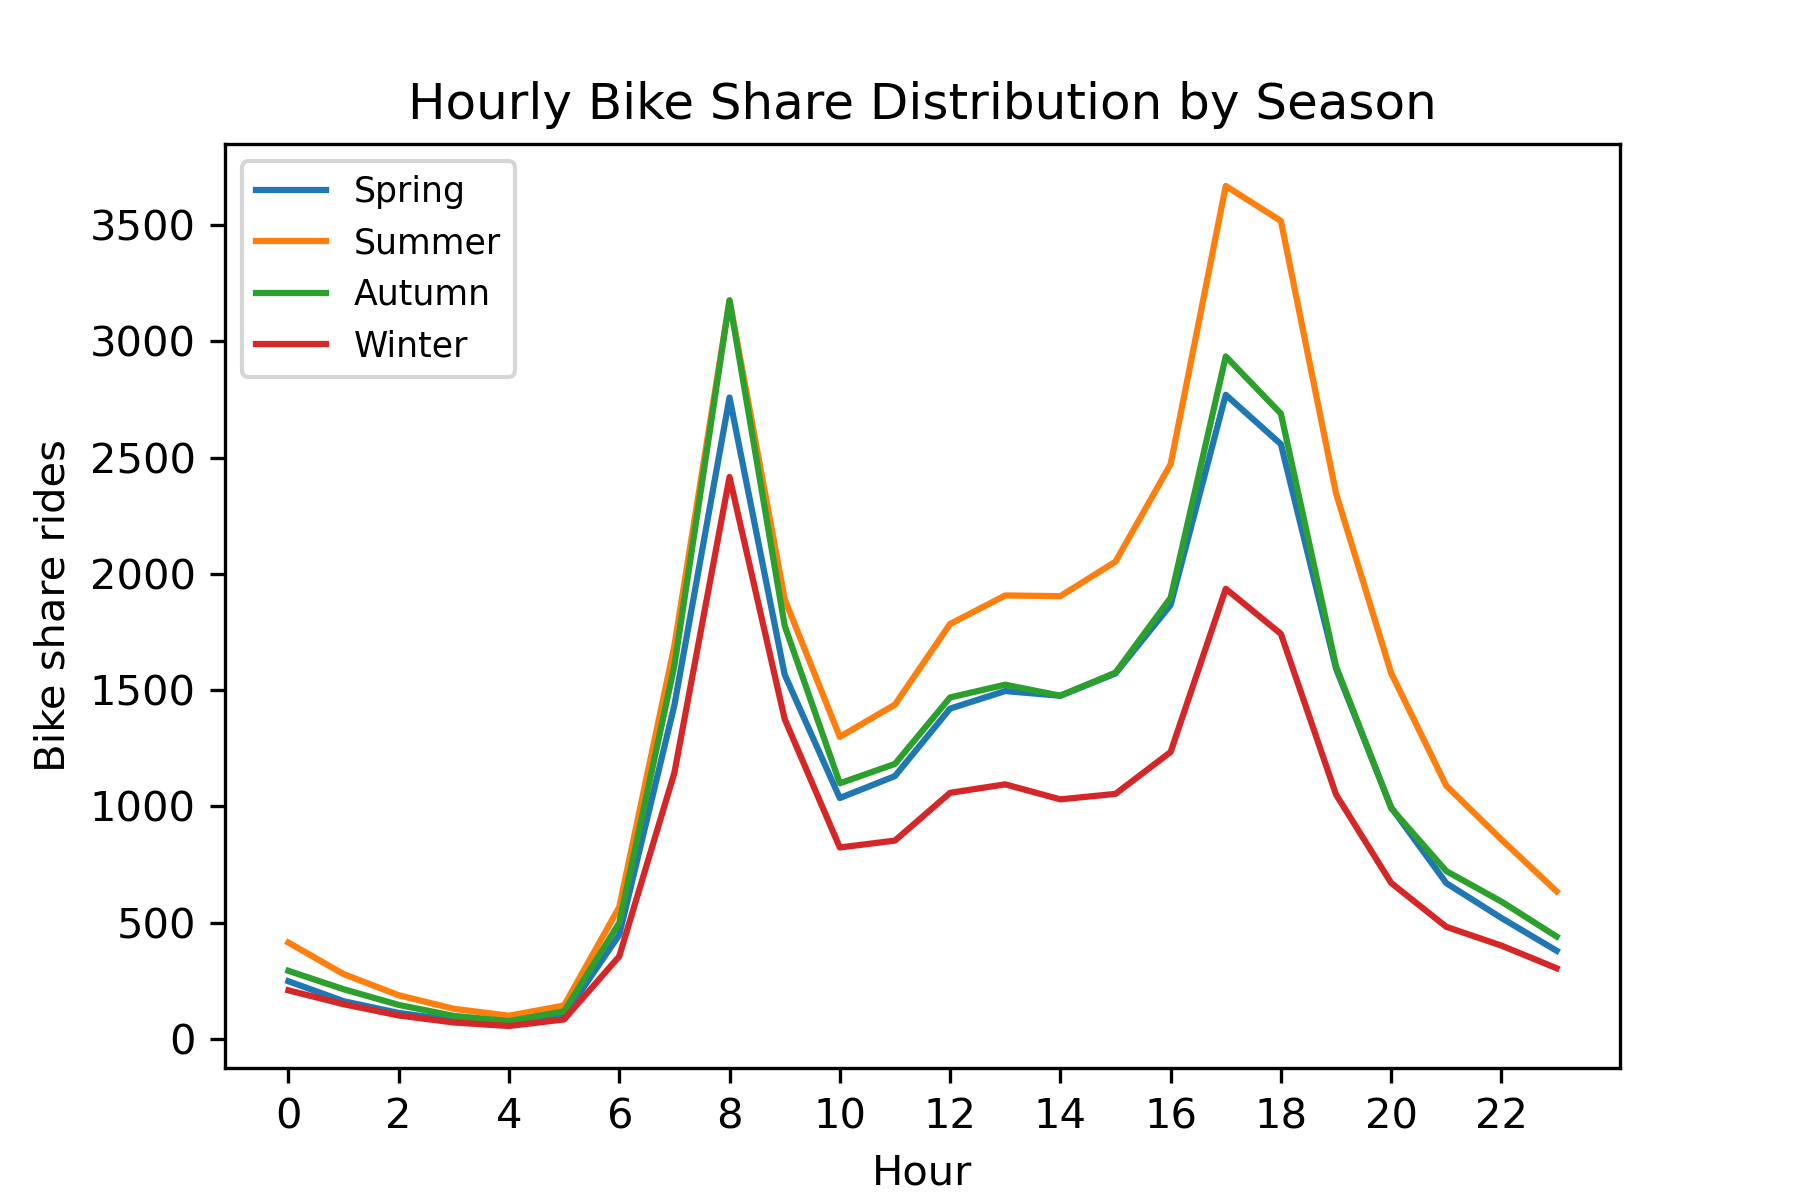 Hourly Bike Share Distribution by Season
Spring
Summer
Autumn
Winter
3500
3000
2500
2000
1500
1000
500
0
Bike share rides
0 2 4 6 8 10 12 14 16 18 20 22
Hour